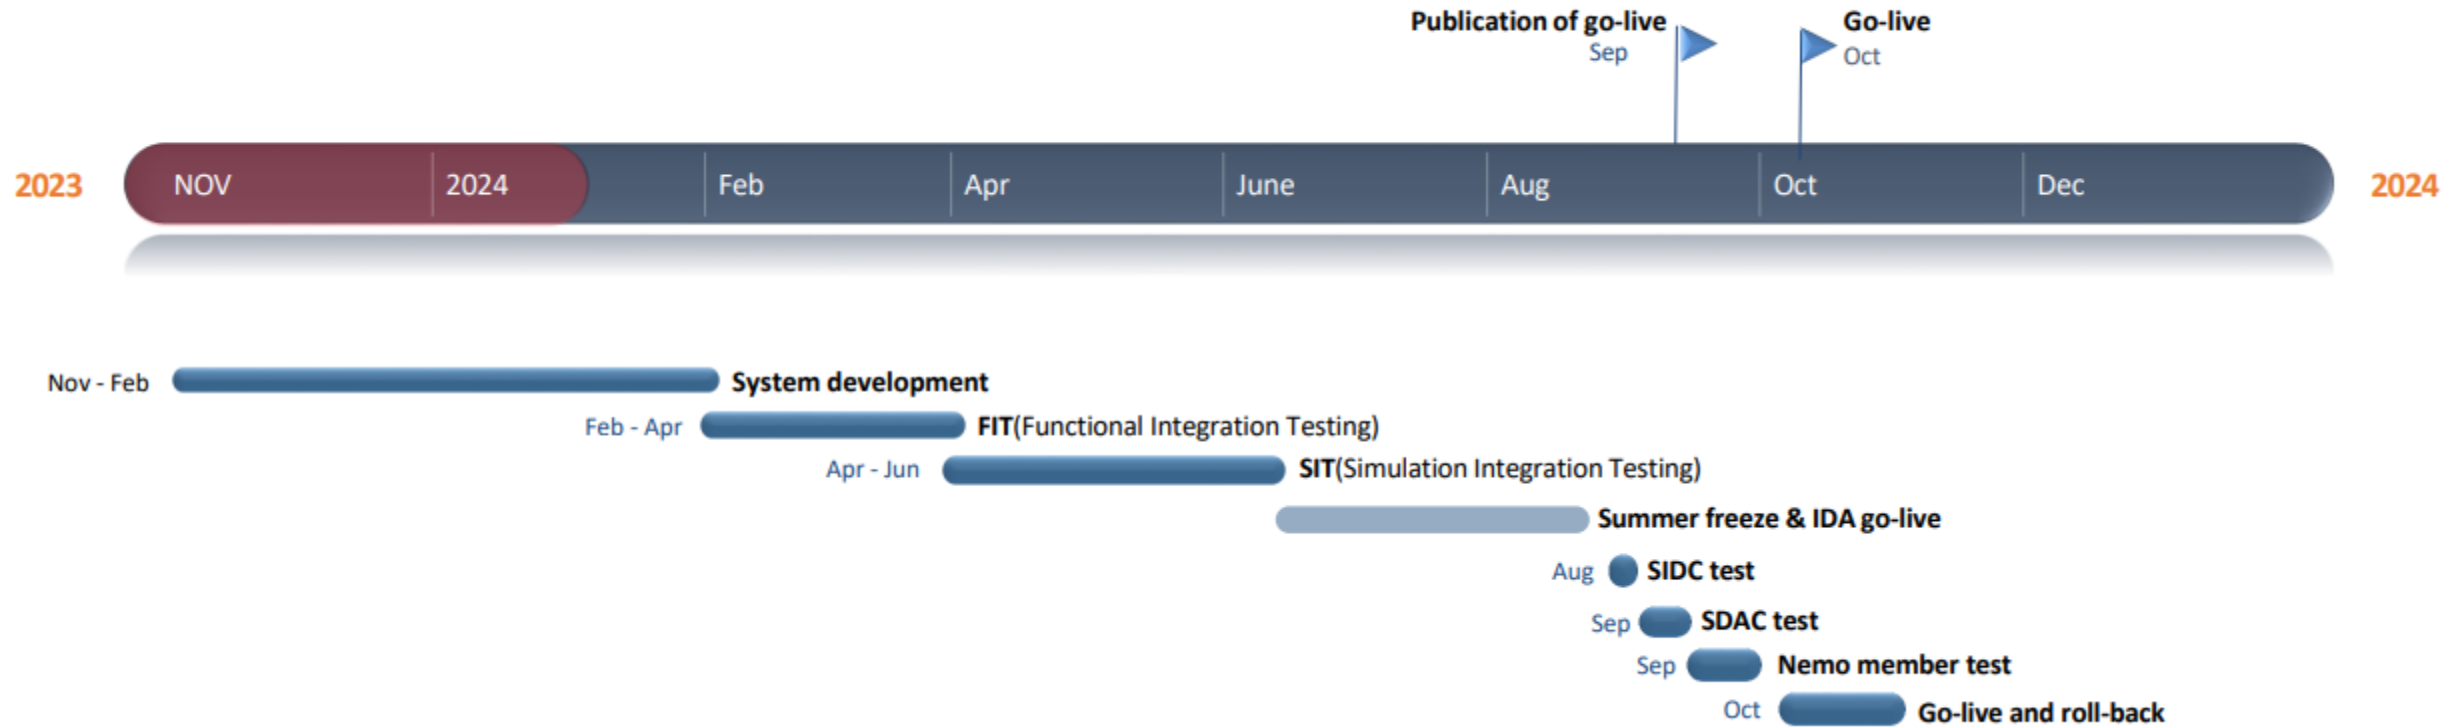 Publication of go-live
Sep
Go-live
Oct
2023
NOV
2024
Feb
Apr
June
Aug
Oct
Dec
2024
Nov - Feb
System development
Feb - Apr
FIT(Functional Integration Testing)
Apr - Jun
SIT(Simulation Integration Testing)
Summer freeze & IDA go-live
Aug
SIDC test
Sep
SDAC test
Sep
Nemo member test
Oct
Go-live and roll-back